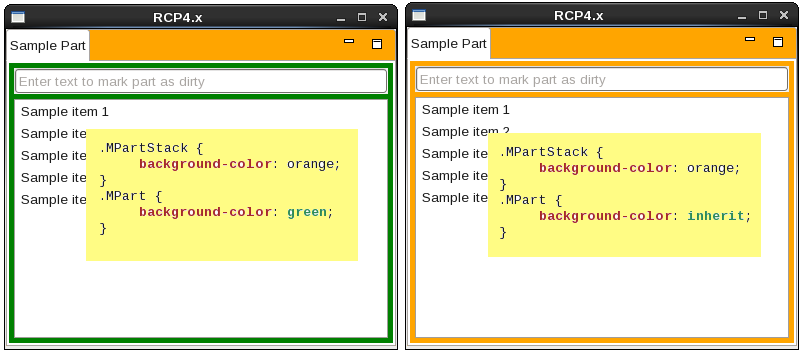 RCP4.x
Sample Part
Enter text to mark part as dirty
Sample item 1
Sample ite
Sample ite
Sample ite
Sample ite
.MPartStack {
background-color: orange;
}
.MPart {
background-color: green;
}
RCP4.x
Sample Part
Enter text to mark part as dirty
Sample item 1
Sample item 2
Sample ite
Sample ite
Sample ite
.MPartStack {
background-color: orange;
}
.MPart {
background-color: inherit;
}